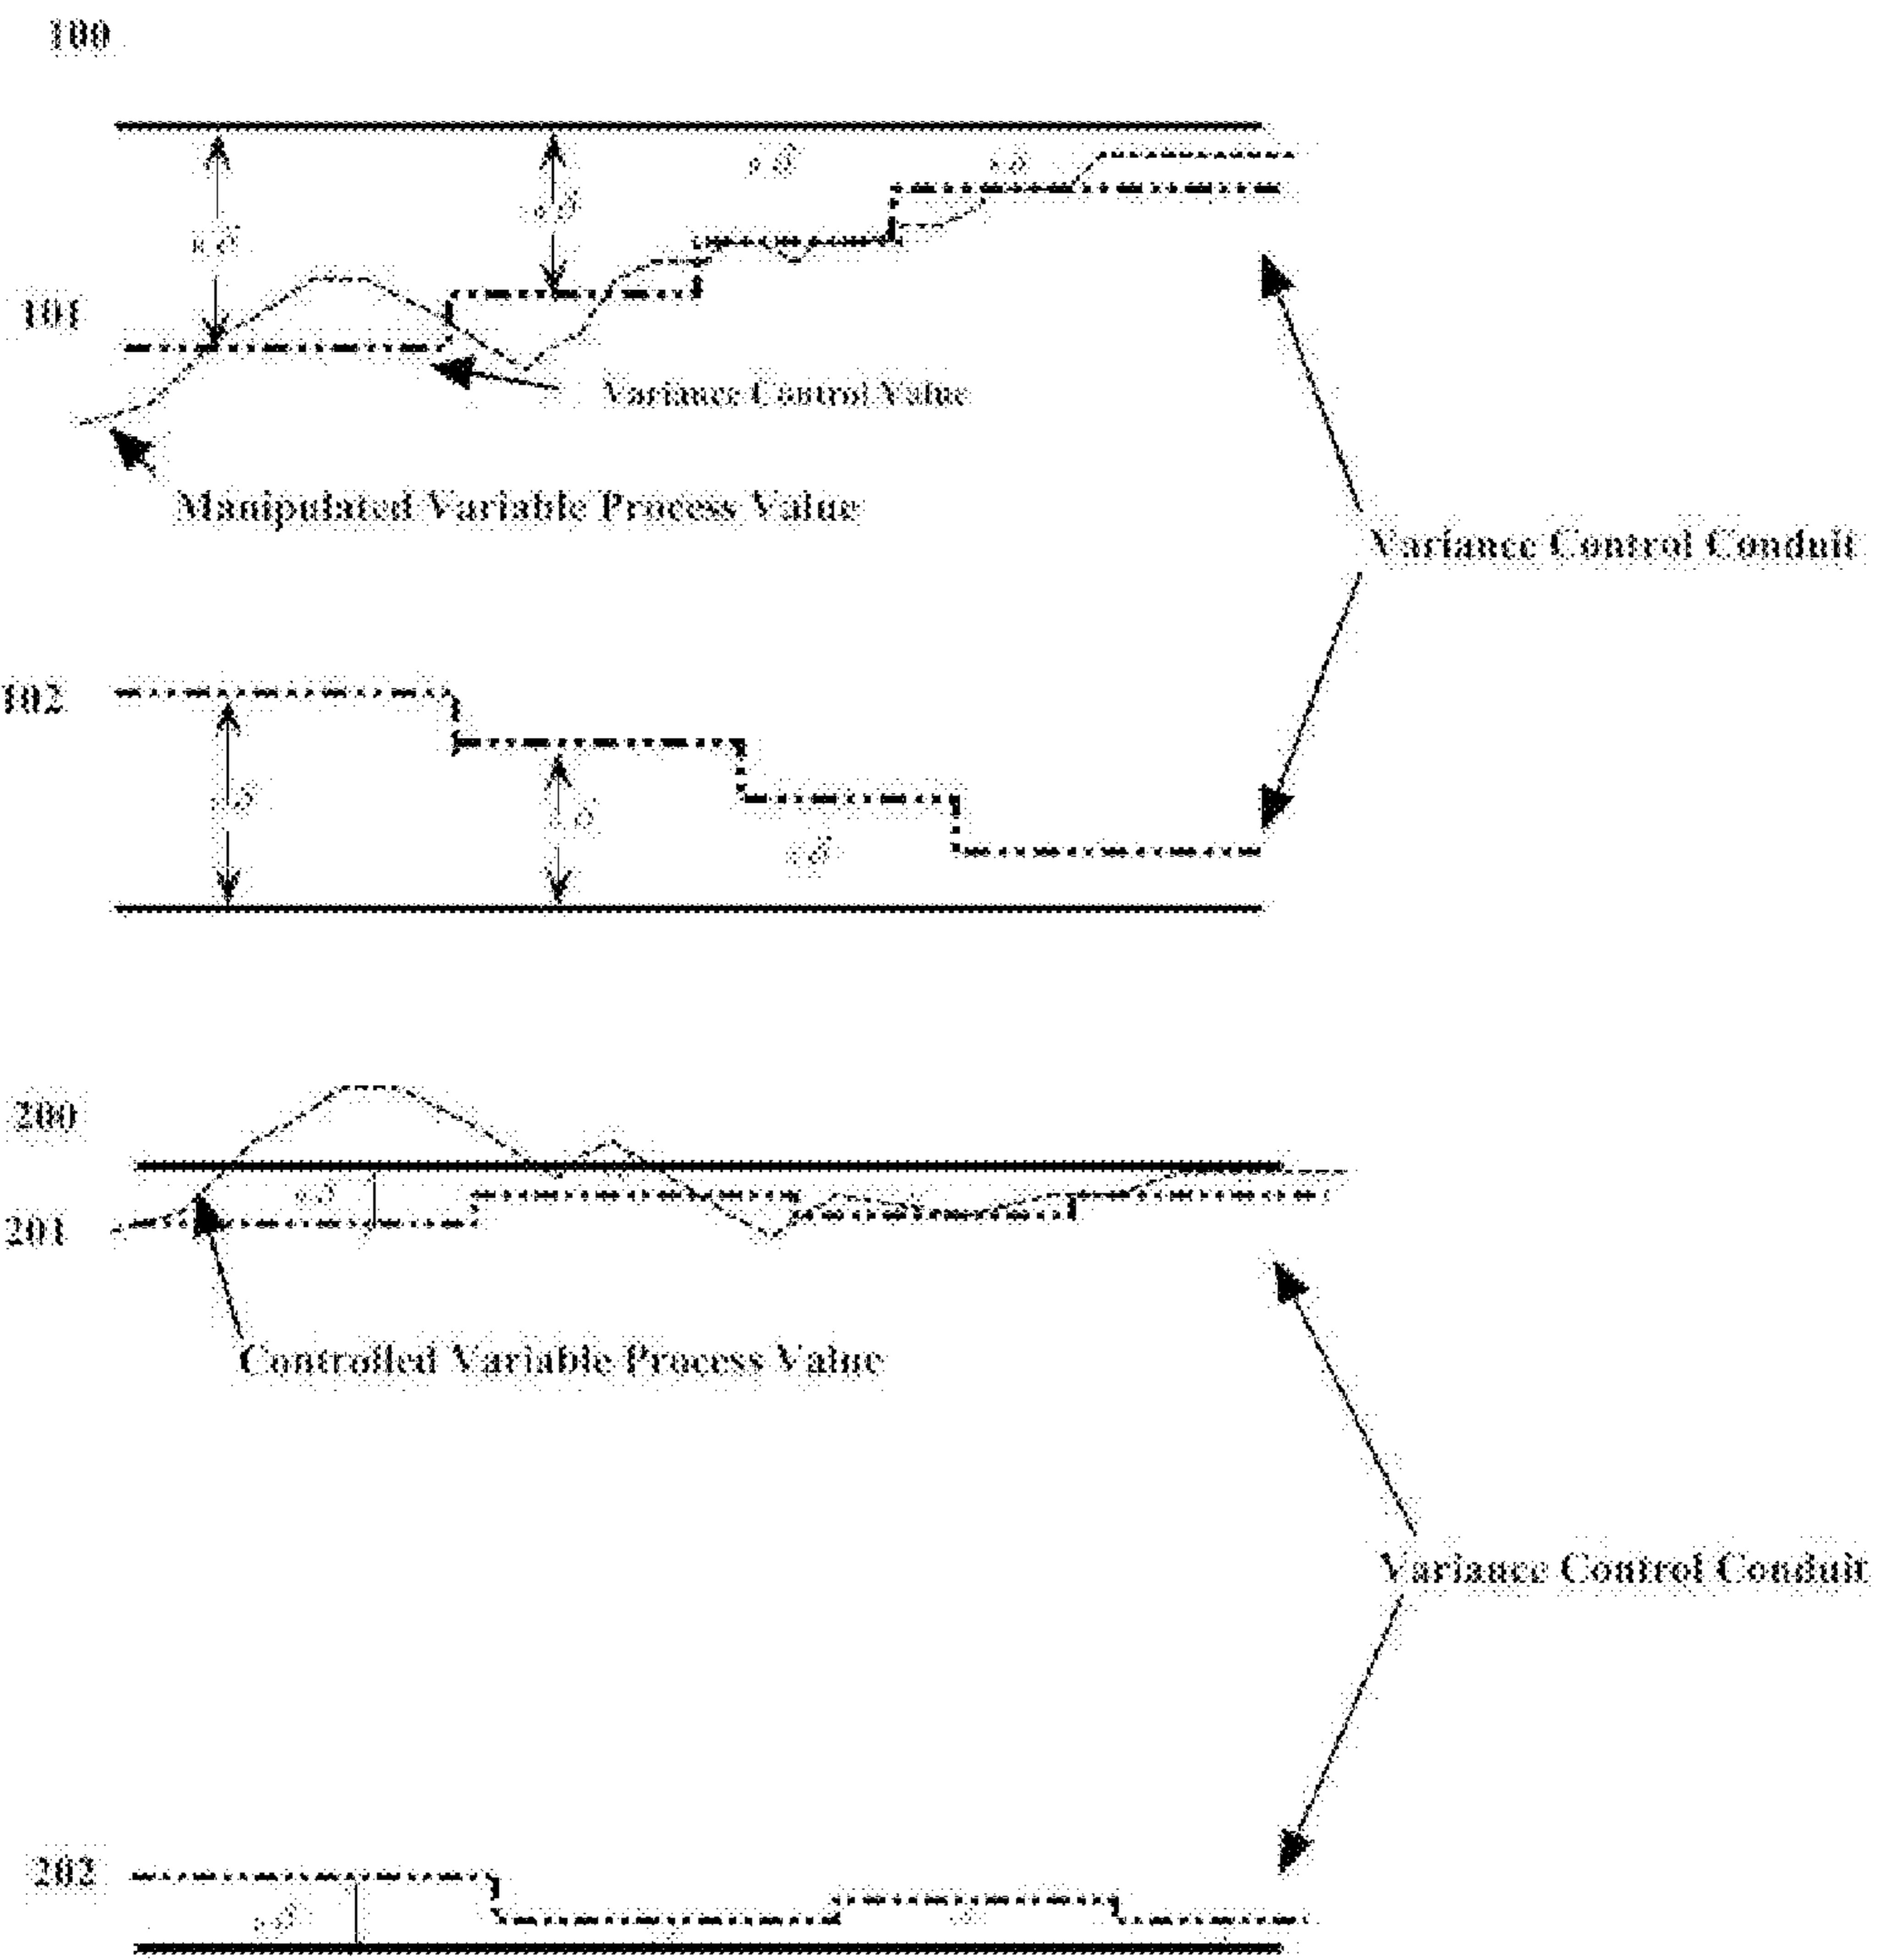 100
101
Variance Control Value
Manipulated Variable Process Value
Variance Control Conduit
102
200
201
Controlled Variable Process Value
Variance Control Conduit
202